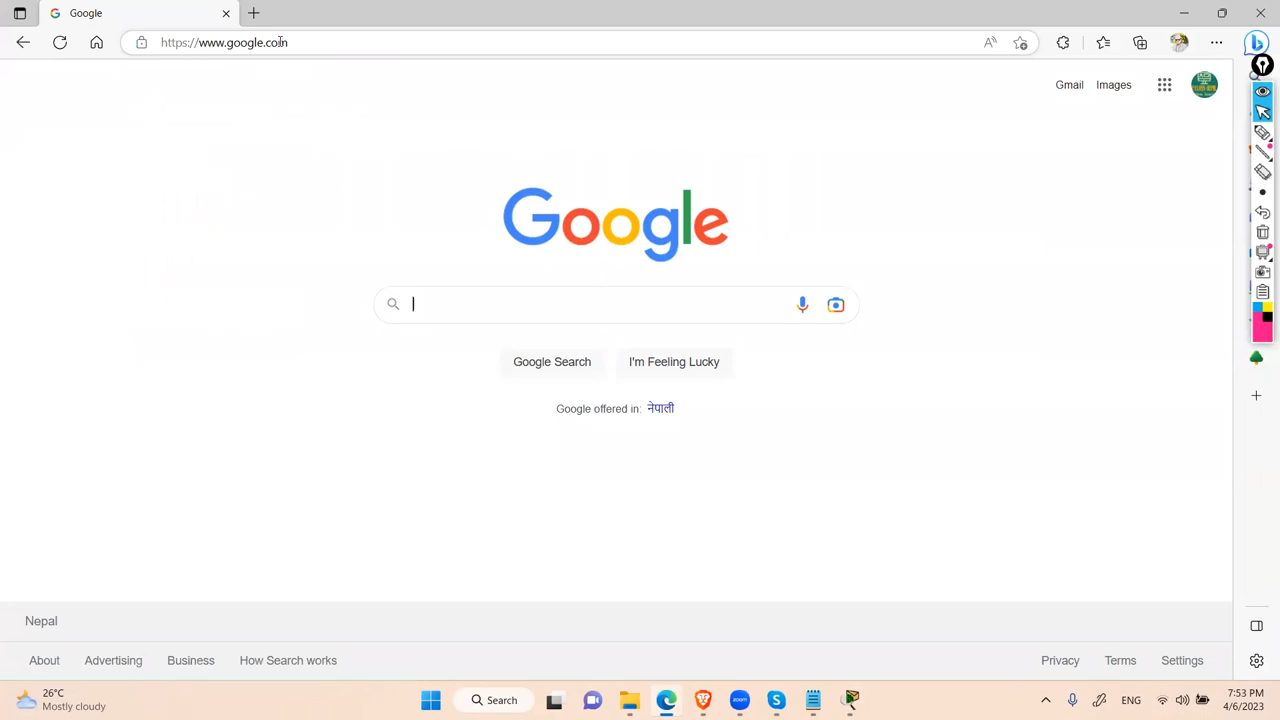 Google
https://www.google.com
Gmail Images
Google
Google Search I'm Feeling Lucky
Google offered in: नेपाली
Nepal
About Advertising Business How Search works Privacy Terms Settings
26°C
Mostly cloudy
Search
zoom
ENG
7:53 PM
4/6/2023